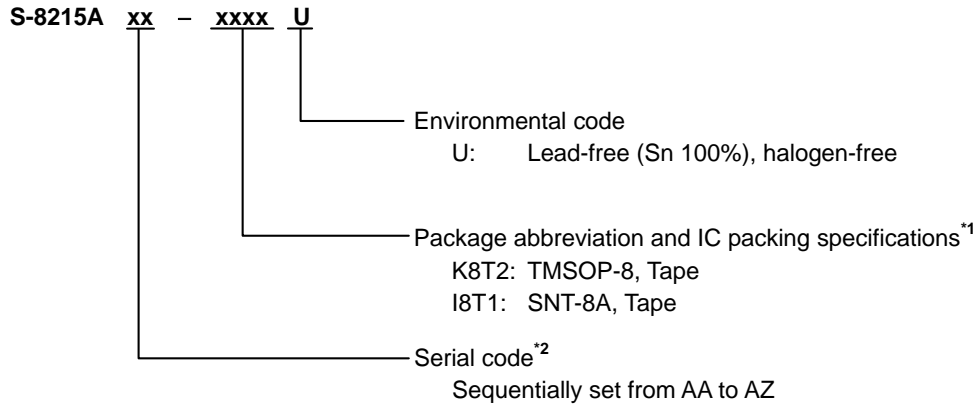 S-8215A xx – xxxx U
Environmental code
U: Lead-free (Sn 100%), halogen-free
Package abbreviation and IC packing specifications*1
K8T2: TMSOP-8, Tape
I8T1: SNT-8A, Tape
Serial code*2
Sequentially set from AA to AZ